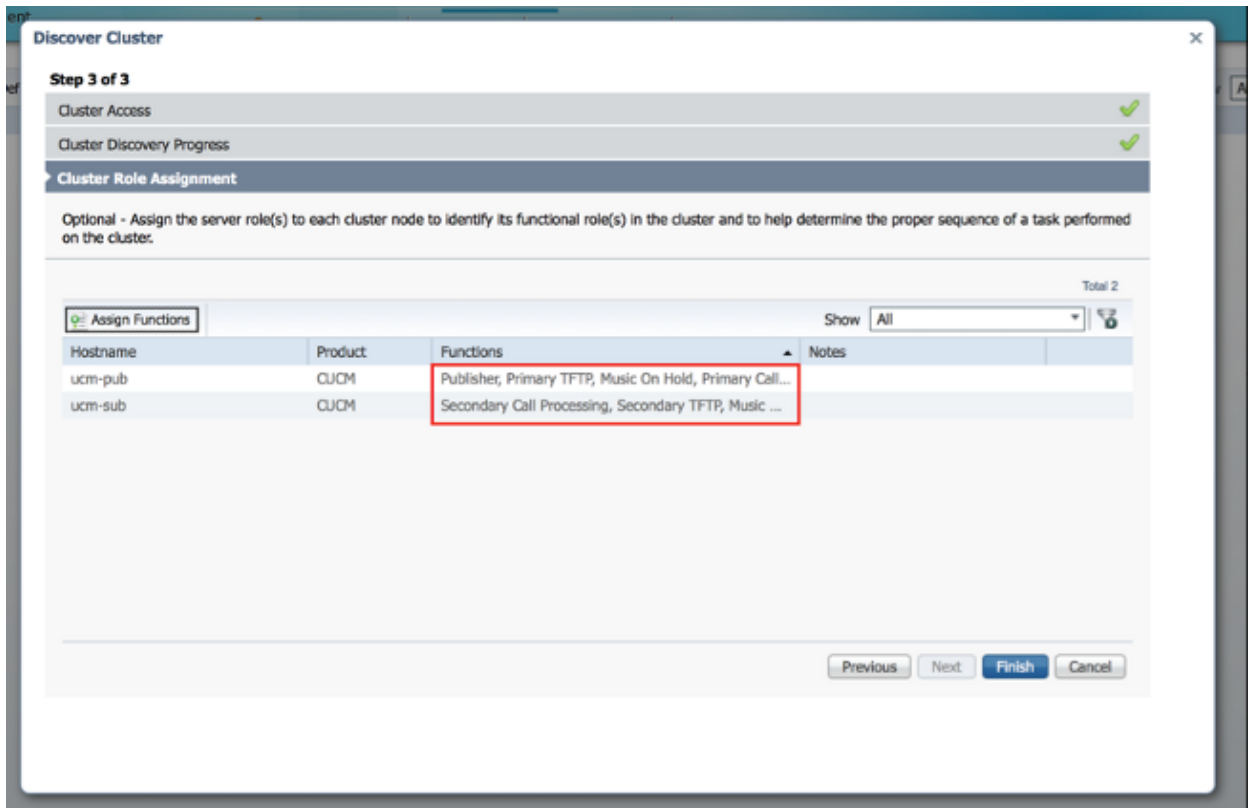 ent
Discover Cluster
Step 3 of 3
Cluster Access
Cluster Discovery Progress
Cluster Role Assignment
Optional - Assign the server role(s) to each cluster node to identify its functional role(s) in the cluster and to help determine the proper sequence of a task performed
on the cluster.
Total 2
Assign Functions Show All
Hostname Product Functions Notes
ucm-pub CUCM Publisher, Primary TFTP, Music On Hold, Primary Call...
ucm-sub CUCM Secondary Call Processing, Secondary TFTP, Music ...
Previous Next Finish Cancel